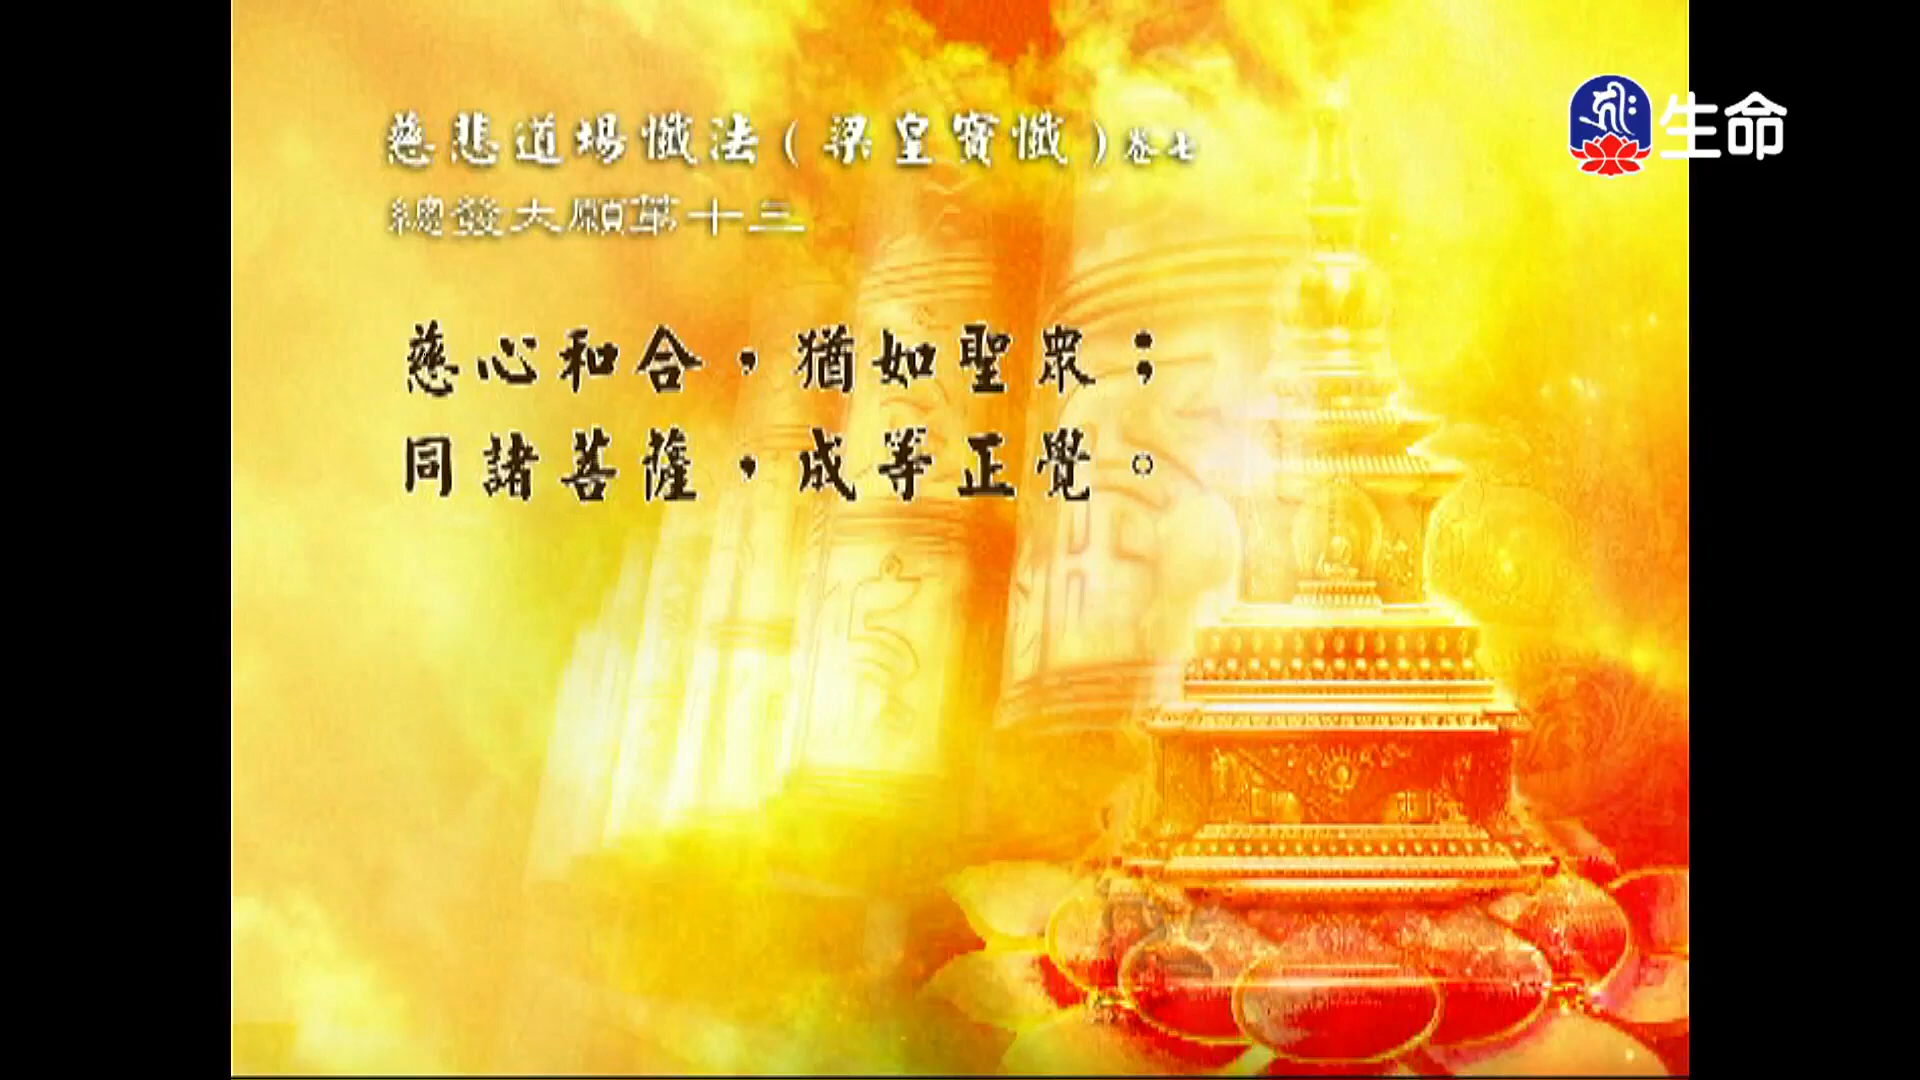 慈悲道場懺法(梁皇寶懺)卷七
總發大願第十三
生命
慈心和合，猶如聖眾；
同諸菩薩，成等正覺。